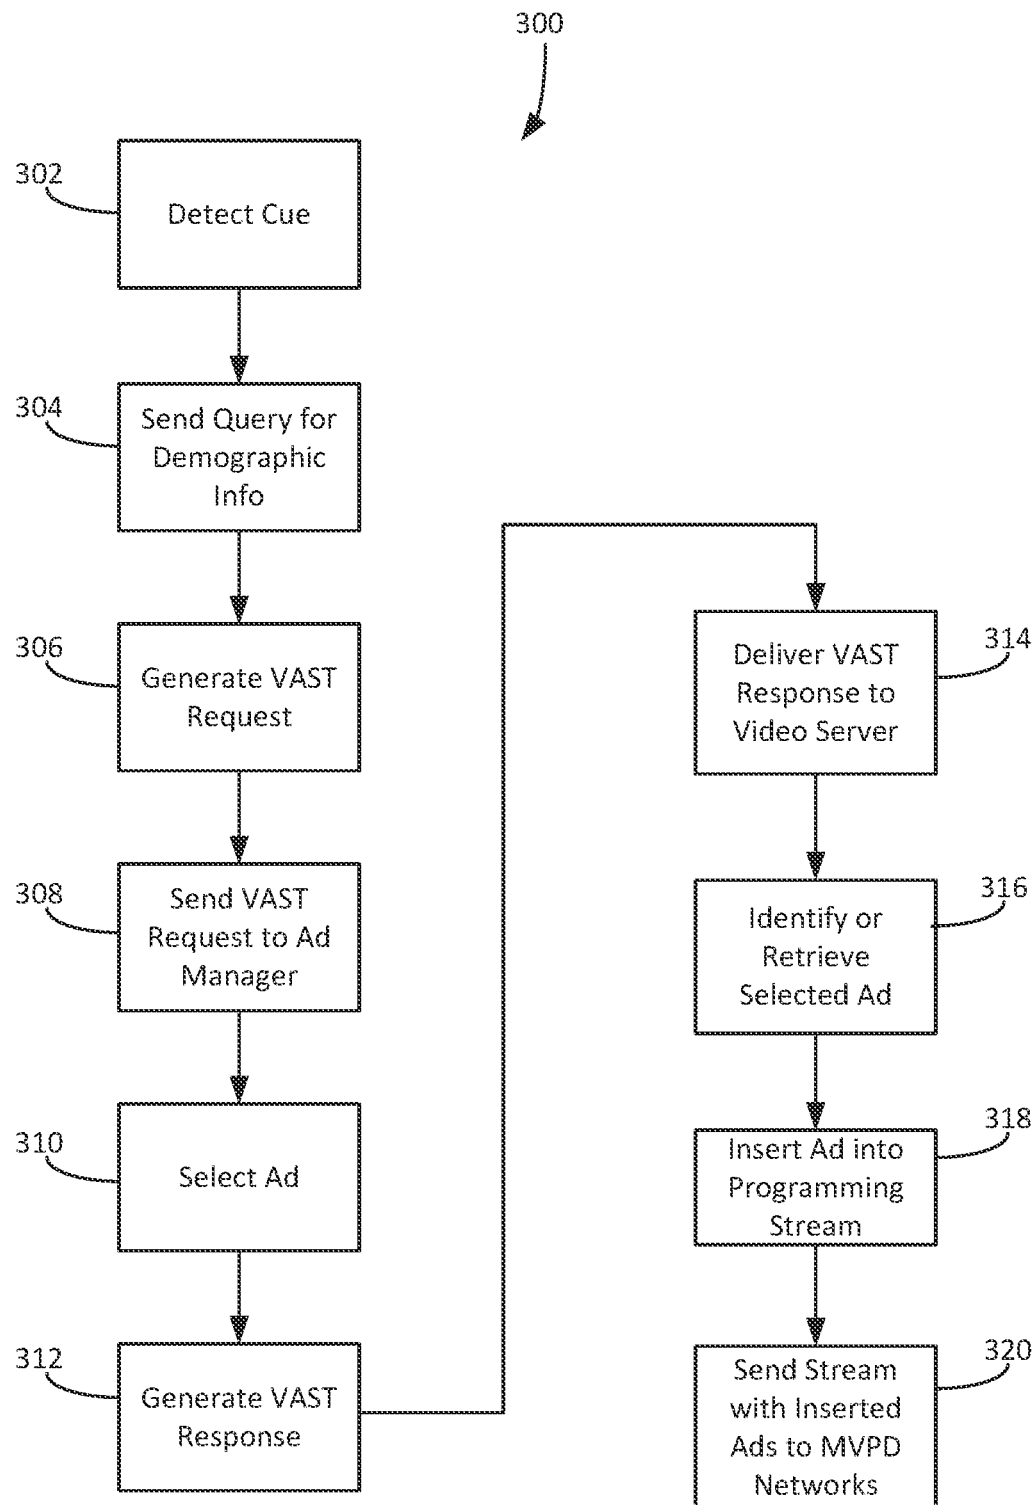 300
302
Detect Cue
304
Send Query for
Demographic
Info
306
Generate VAST
Request
308
Send VAST
Request to Ad
Manager
310
Select Ad
312
Generate VAST
Response
314
Deliver VAST
Response to
Video Server
316
Identify or
Retrieve
Selected Ad
318
Insert Ad into
Programming
Stream
320
Send Stream
with Inserted
Ads to MVPD
Networks